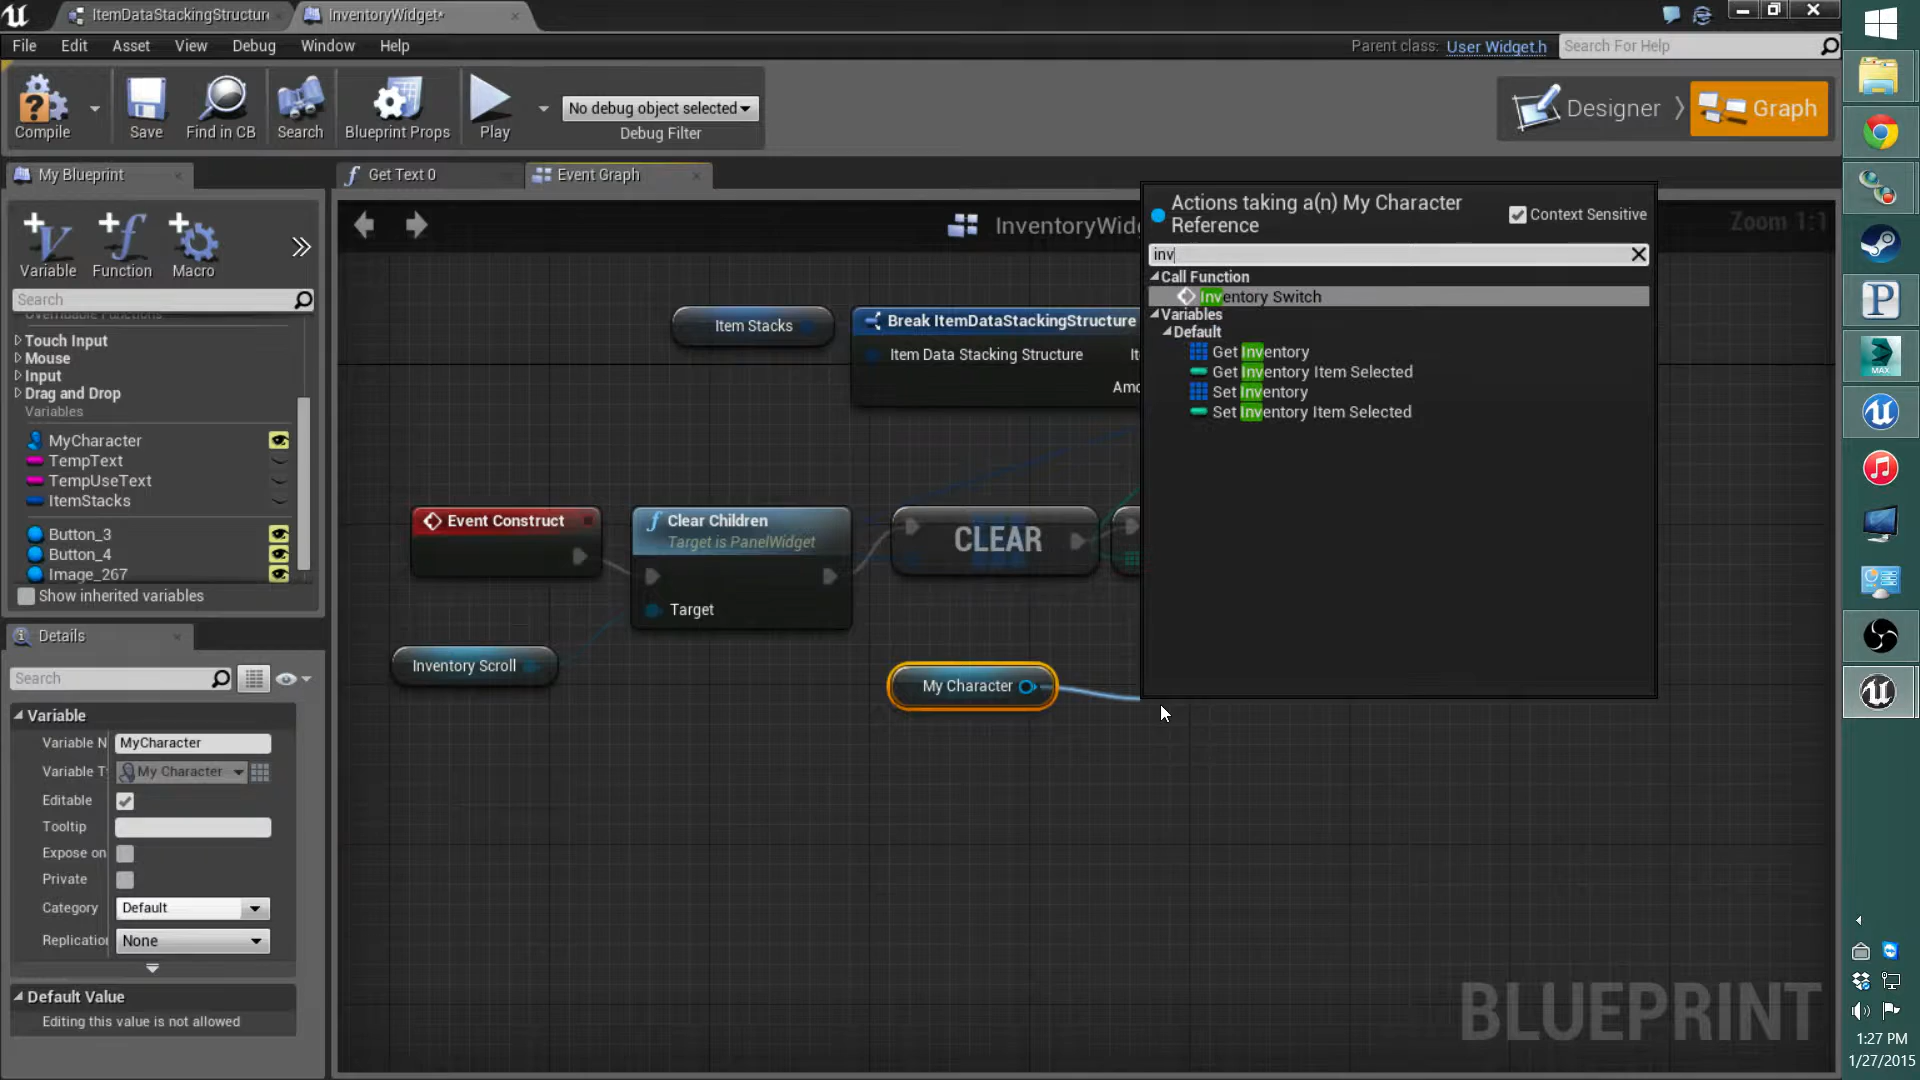 ItemDataStackingStructur
InventoryWidget*
File Edit Asset View Debug Window Help
Parent class: User Widget.h
Search For Help
Compile
Save
Find in CB
Search
Blueprint Props
Play
No debug object selected
Debug Filter
Designer
Graph
My Blueprint
Get Text 0
Event Graph
Variable
Function
Macro
Search
Touch Input
Mouse
Input
Drag and Drop
Variables
MyCharacter
TempText
TempUseText
ItemStacks
Button_3
Button_4
Image_267
Show inherited variables
Details
Search
Variable
Variable N MyCharacter
Variable T My Character
Editable
Tooltip
Expose on
Private
Category Default
Replication None
Default Value
Editing this value is not allowed
InventoryWidg
Zoom 1:1
Item Stacks
Break ItemDataStackingStructure
Item Data Stacking Structure
Ite
Amo
Event Construct
Clear Children
Target is PanelWidget
Target
CLEAR
Inventory Scroll
My Character
Actions taking a(n) My Character
Reference
Context Sensitive
inv
Call Function
Inventory Switch
Variables
Default
Get Inventory
Get Inventory Item Selected
Set Inventory
Set Inventory Item Selected
BLUEPRINT
MAX
1:27 PM
1/27/2015